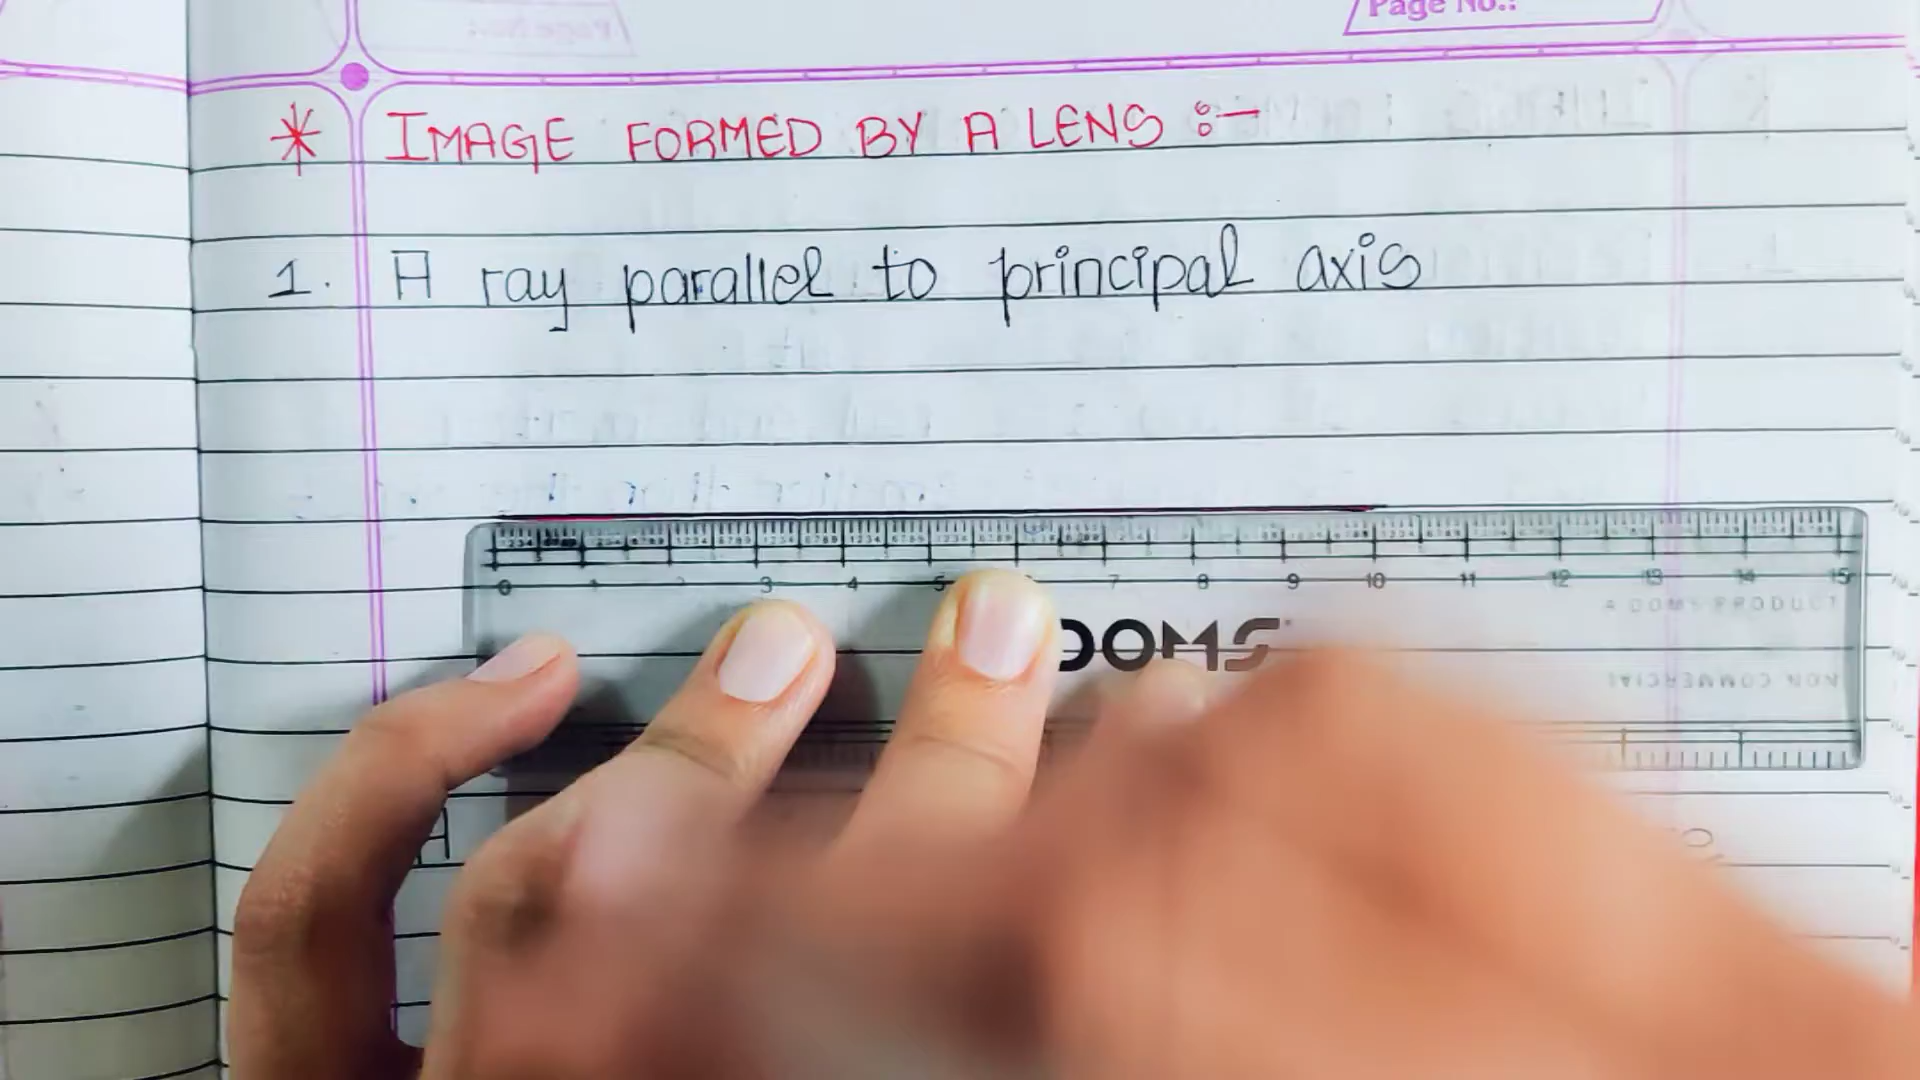 Page No.:
* IMAGE FORMED BY A LENS :-
1. A ray parallel to principal axis
0 1 2 3 4 5 7 8 9 10 11 12 13 14 15
A DOMS PRODUCT
DOMS
NON COMMERCIAL